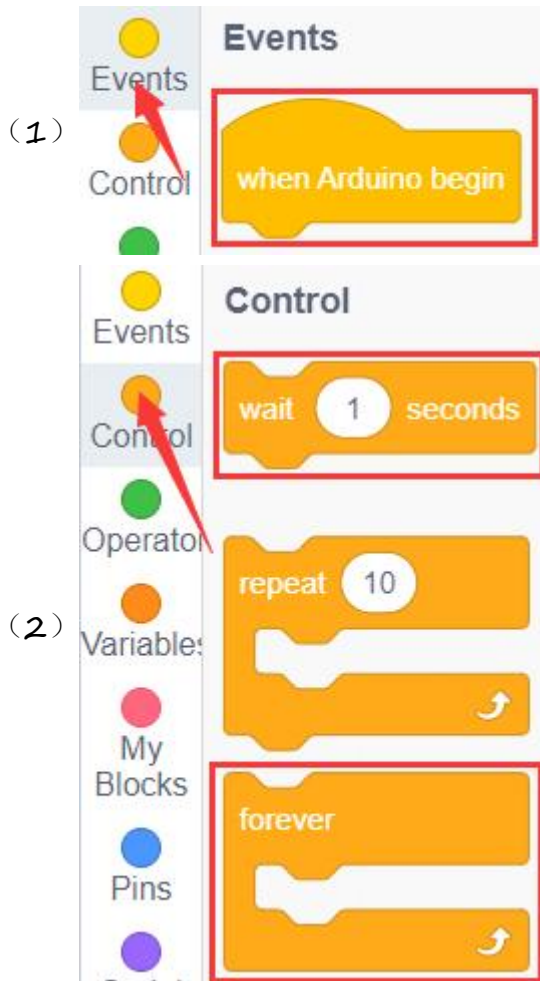 Events
Events
（1）
Control
when Arduino begin
Events
Control
Control
wait 1 seconds
Operator
repeat 10
（2）
Variables
My
Blocks
forever
Pins